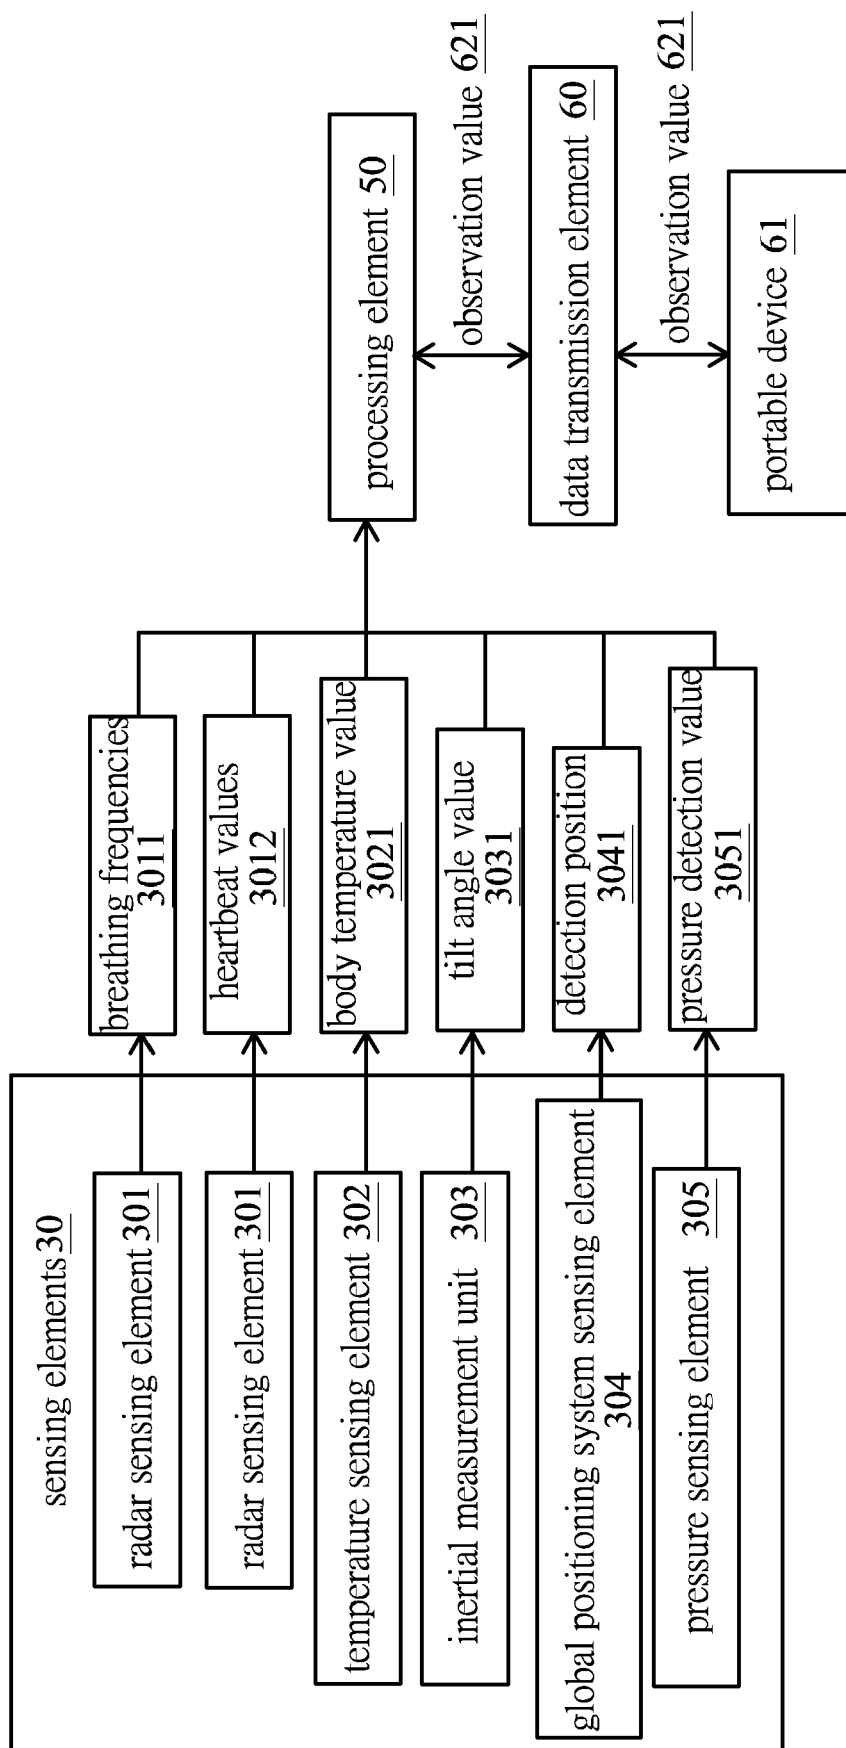 sensing elements 30
radar sensing element 301
radar sensing element 301
temperature sensing element 302
inertial measurement unit 303
global positioning system sensing element
304
pressure sensing element 305
breathing frequencies
3011
heartbeat values
3012
body temperature value
3021
tilt angle value
3031
detection position
3041
pressure detection value
3051
processing element 50
observation value 621
data transmission element 60
observation value 621
portable device 61